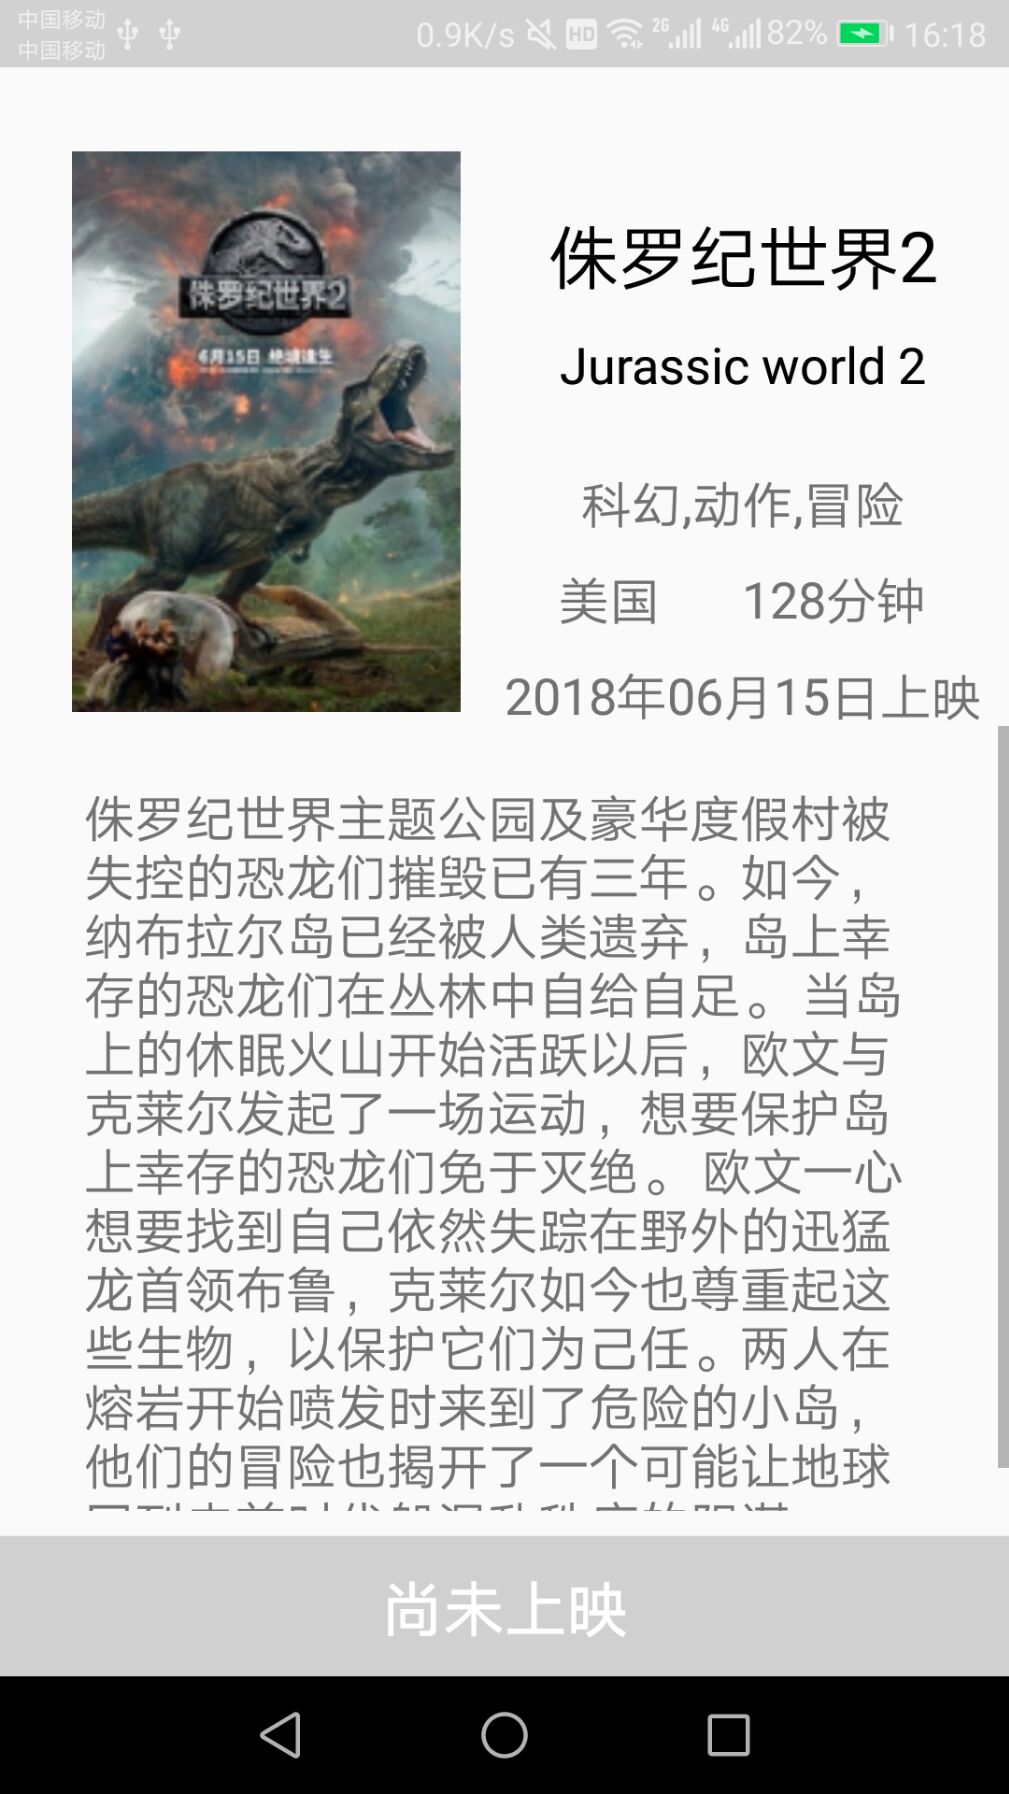 中国移动
中国移动
0.9K/s HD 2G 4G 82% 16:18
侏罗纪世界2
6月15日 绝境逢生
侏罗纪世界2
Jurassic world 2
科幻,动作,冒险
美国 128分钟
2018年06月15日上映
侏罗纪世界主题公园及豪华度假村被
失控的恐龙们摧毁已有三年。如今，
纳布拉尔岛已经被人类遗弃，岛上幸
存的恐龙们在丛林中自给自足。 当岛
上的休眠火山开始活跃以后，欧文与
克莱尔发起了一场运动，想要保护岛
上幸存的恐龙们免于灭绝。 欧文一心
想要找到自己依然失踪在野外的迅猛
龙首领布鲁，克莱尔如今也尊重起这
些生物，以保护它们为己任。两人在
熔岩开始喷发时来到了危险的小岛，
他们的冒险也揭开了一个可能让地球
尚未上映